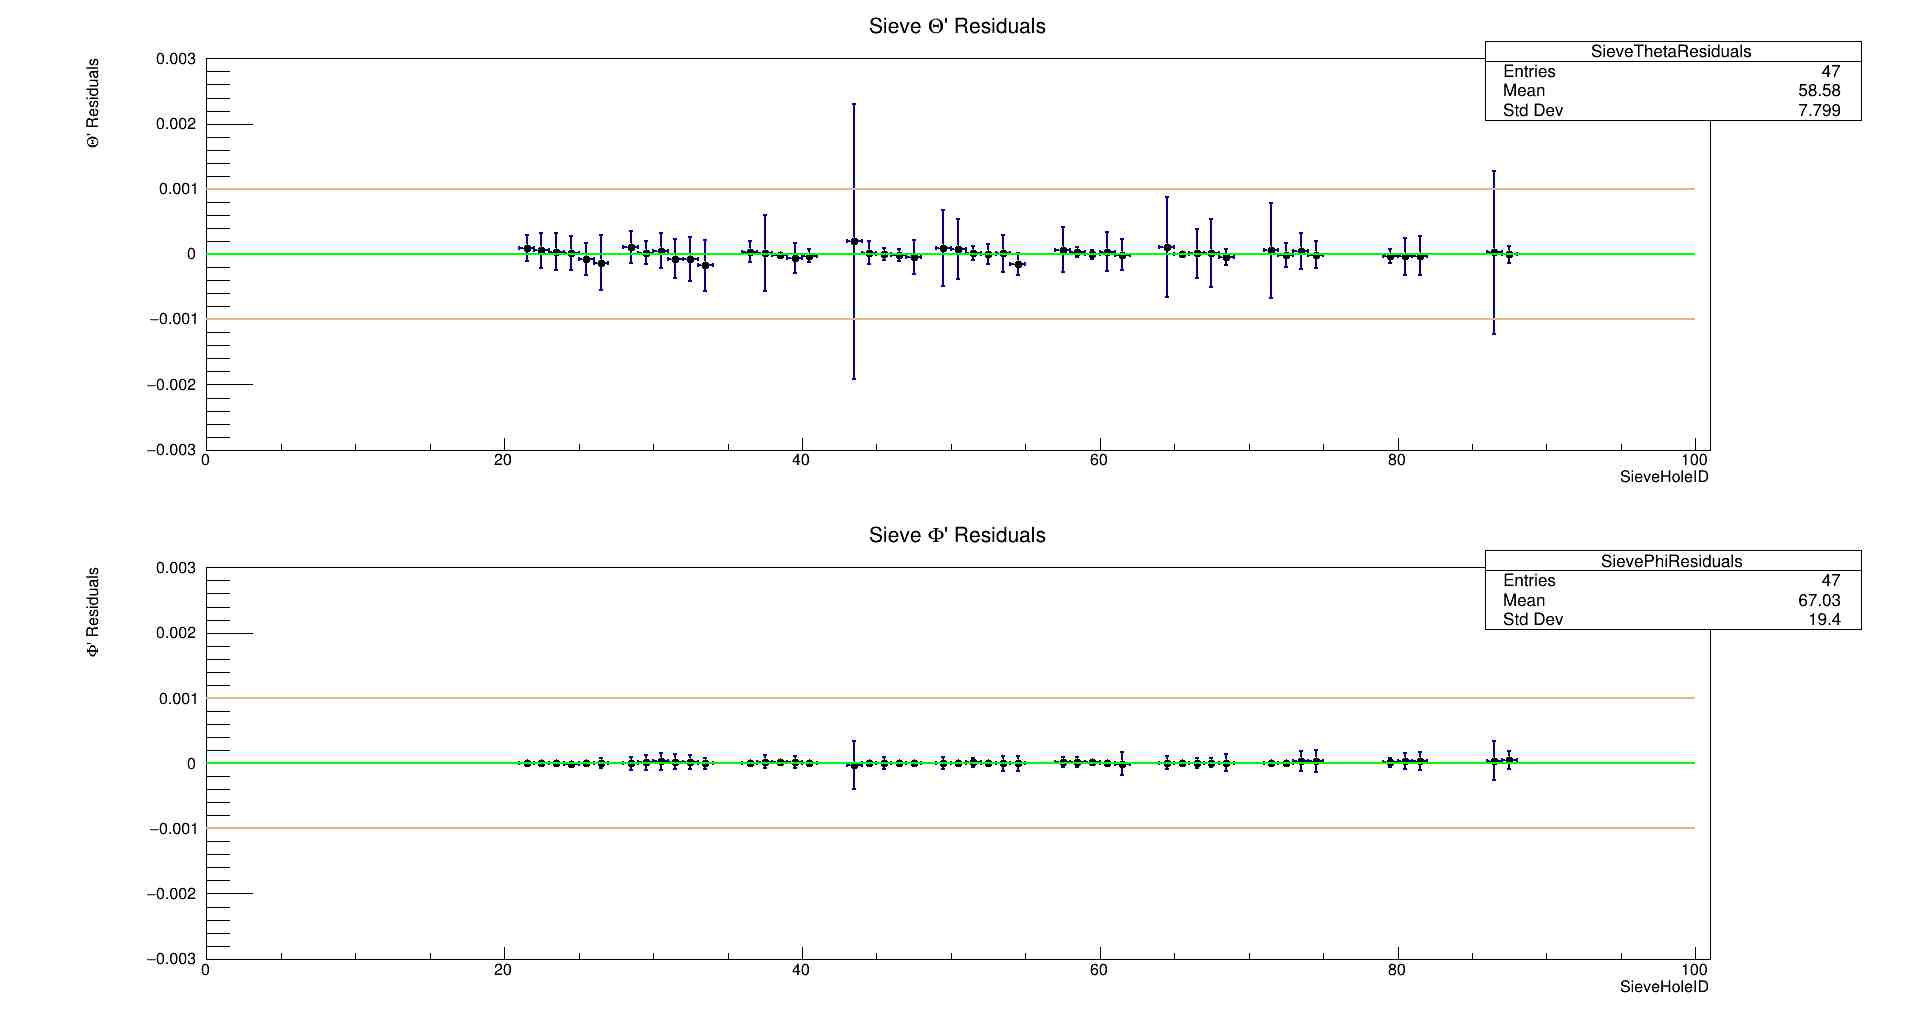 Sieve Θ' Residuals
SieveThetaResiduals
Entries 47
Mean 58.58
Std Dev 7.799
Θ' Residuals
0.003
0.002
0.001
0
−0.001
−0.002
−0.003
0 20 40 60 80 100
SieveHoleID
Sieve Φ' Residuals
SievePhiResiduals
Entries 47
Mean 67.03
Std Dev 19.4
Φ' Residuals
0.003
0.002
0.001
0
−0.001
−0.002
−0.003
0 20 40 60 80 100
SieveHoleID